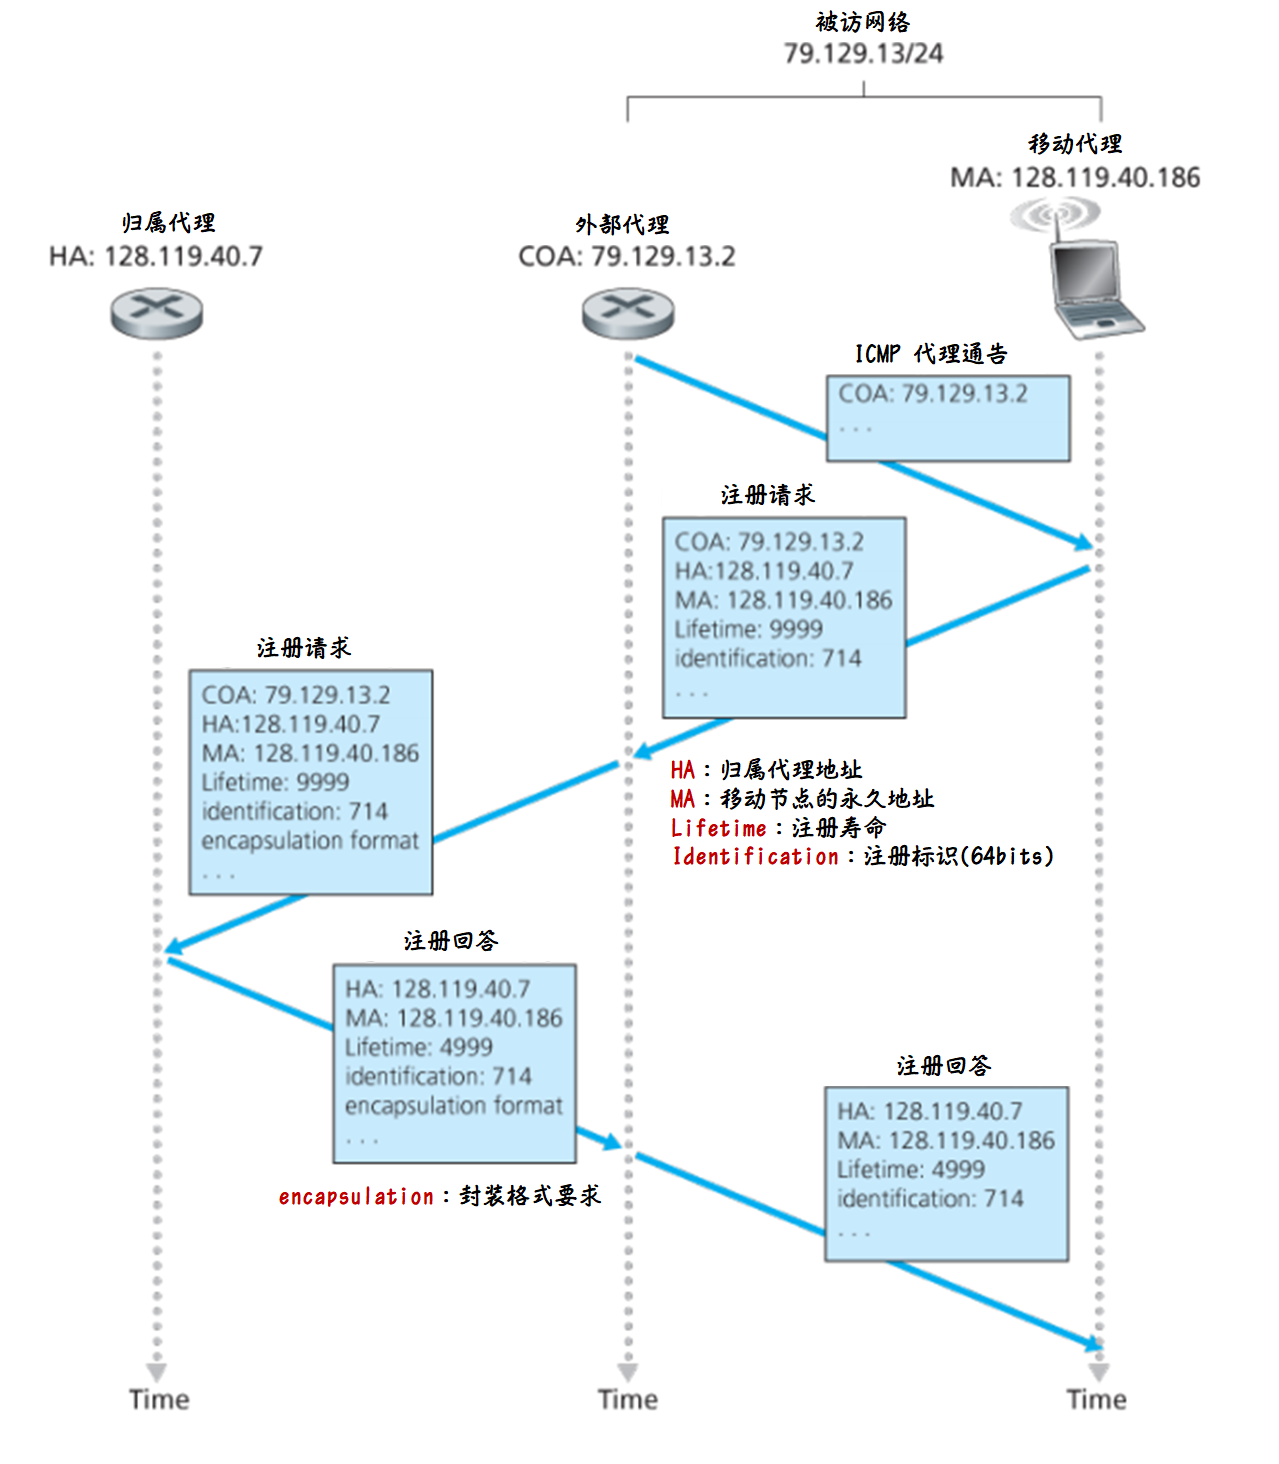 被访网络
79.129.13/24
移动代理
MA: 128.119.40.186
归属代理
HA: 128.119.40.7
外部代理
COA: 79.129.13.2
ICMP 代理通告
COA: 79.129.13.2
. . .
注册请求
COA: 79.129.13.2
HA:128.119.40.7
MA: 128.119.40.186
Lifetime: 9999
identification: 714
. . .
注册请求
COA: 79.129.13.2
HA:128.119.40.7
MA: 128.119.40.186
Lifetime: 9999
identification: 714
encapsulation format
. . .
HA：归属代理地址
MA：移动节点的永久地址
Lifetime：注册寿命
Identification：注册标识(64bits)
注册回答
HA: 128.119.40.7
MA: 128.119.40.186
Lifetime: 4999
identification: 714
encapsulation format
. . .
encapsulation：封装格式要求
注册回答
HA: 128.119.40.7
MA: 128.119.40.186
Lifetime: 4999
identification: 714
. . .
Time
Time
Time